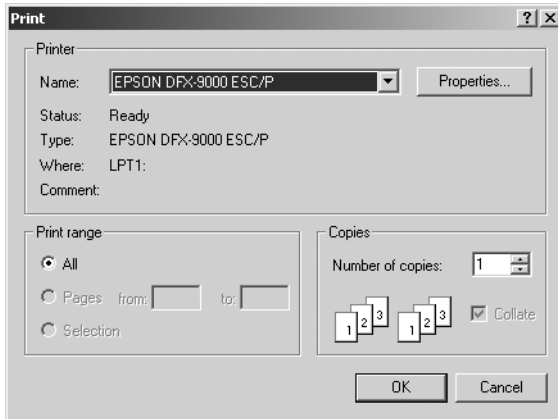 Print
Printer
Name: EPSON DFX-9000 ESC/P Properties...
Status: Ready
Type: EPSON DFX-9000 ESC/P
Where: LPT1:
Comment:
Print range
All
Pages from: to:
Selection
Copies
Number of copies: 1
1 2 3 1 2 3 Collate
OK Cancel